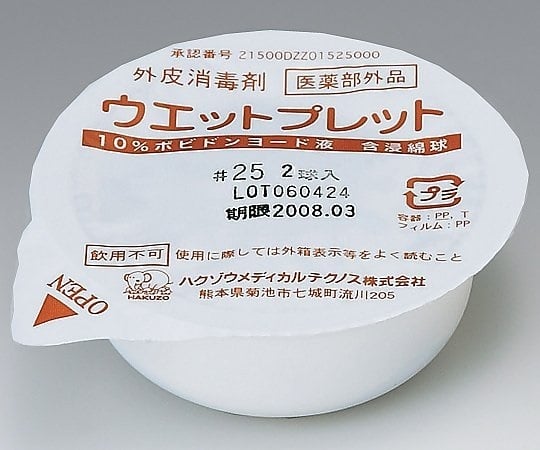 承認番号 21500DZZ01525000
外皮消毒剤 医薬部外品
ウエットプレット
10%ポビドンヨード液 含浸綿球
#25 2球入
LOT060424
期限2008.03
プラ
容器：PP, T
フィルム：PP
飲用不可 使用に際しては外箱表示等をよく読むこと
OPEN
HAKUZO
ハクゾウメディカルテクノス株式会社
熊本県菊池市七城町流川205